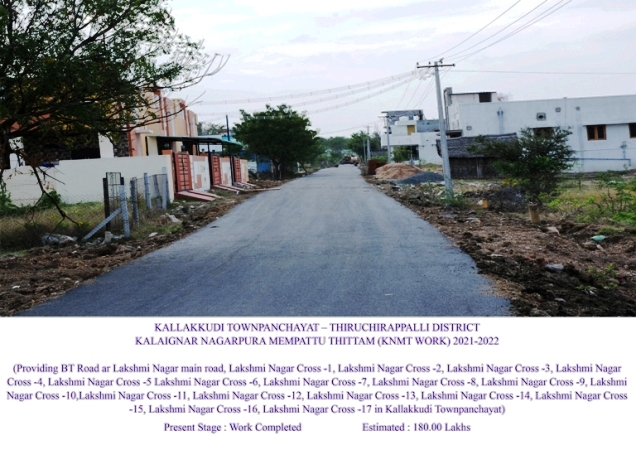 KALLAKKUDI TOWNPANCHAYAT – THIRUCHIRAPPALLI DISTRICT
KALAIGNAR NAGARPURA MEMPATTU THITTAM (KNMT WORK) 2021-2022
(Providing BT Road ar Lakshmi Nagar main road, Lakshmi Nagar Cross -1, Lakshmi Nagar Cross -2, Lakshmi Nagar Cross -3, Lakshmi Nagar
Cross -4, Lakshmi Nagar Cross -5 Lakshmi Nagar Cross -6, Lakshmi Nagar Cross -7, Lakshmi Nagar Cross -8, Lakshmi Nagar Cross -9, Lakshmi
Nagar Cross -10,Lakshmi Nagar Cross -11, Lakshmi Nagar Cross -12, Lakshmi Nagar Cross -13, Lakshmi Nagar Cross -14, Lakshmi Nagar Cross
-15, Lakshmi Nagar Cross -16, Lakshmi Nagar Cross -17 in Kallakkudi Townpanchayat)
Present Stage : Work Completed Estimated : 180.00 Lakhs